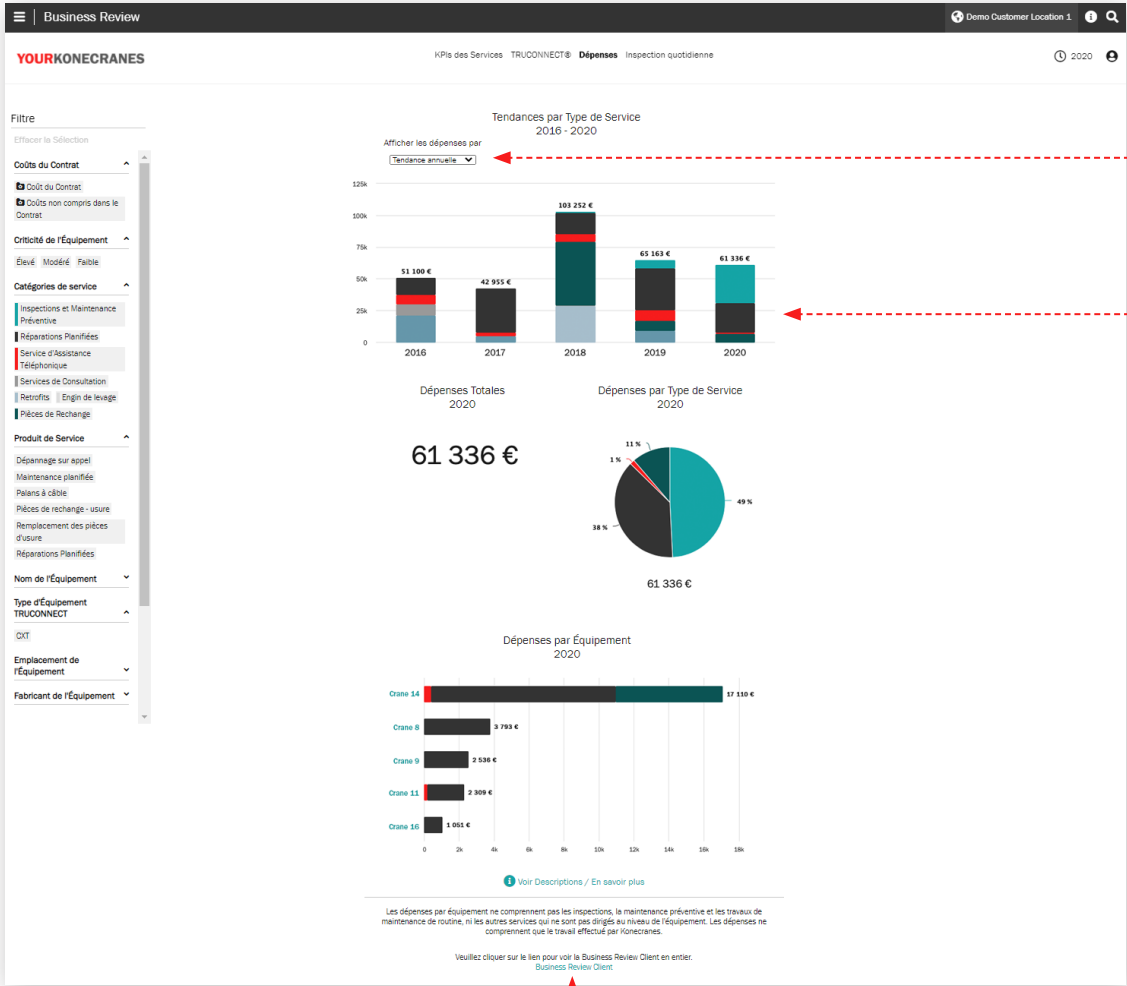 Business Review
Demo Customer Location 1
YOURKONECRANES
KPIs des Services TRUCONNECT® Dépenses Inspection quotidienne
2020
Filtre
Effacer la Sélection
Coûts du Contrat
Coût du Contrat
Coûts non compris dans le
Contrat
Criticité de l'Équipement
Élevé Modéré Faible
Catégories de service
Inspections et Maintenance
Préventive
Réparations Planifiées
Service d'Assistance
Téléphonique
Services de Consultation
Retrofits Engin de levage
Pièces de Rechange
Produit de Service
Dépannage sur appel
Maintenance planifiée
Palans à câble
Pièces de rechange - usure
Remplacement des pièces
d'usure
Réparations Planifiées
Nom de l'Équipement
Type d'Équipement
TRUCONNECT
CXT
Emplacement de
l'Équipement
Fabricant de l'Équipement
Tendances par Type de Service
2016 - 2020
Afficher les dépenses par
Tendance annuelle
125k
100k
75k
50k
25k
0
51 100 €
42 955 €
103 252 €
65 163 €
61 336 €
2016 2017 2018 2019 2020
Dépenses Totales
2020
61 336 €
Dépenses par Type de Service
2020
11 %
1 %
49 %
38 %
61 336 €
Dépenses par Équipement
2020
Crane 14 17 110 €
Crane 8 3 793 €
Crane 9 2 536 €
Crane 11 2 309 €
Crane 16 1 051 €
0 2k 4k 6k 8k 10k 12k 14k 16k 18k
Voir Descriptions / En savoir plus
Les dépenses par équipement ne comprennent pas les inspections, la maintenance préventive et les travaux de
maintenance de routine, ni les autres services qui ne sont pas dirigés au niveau de l'équipement. Les dépenses ne
comprennent que le travail effectué par Konecranes.
Veuillez cliquer sur le lien pour voir la Business Review Client en entier.
Business Review Client